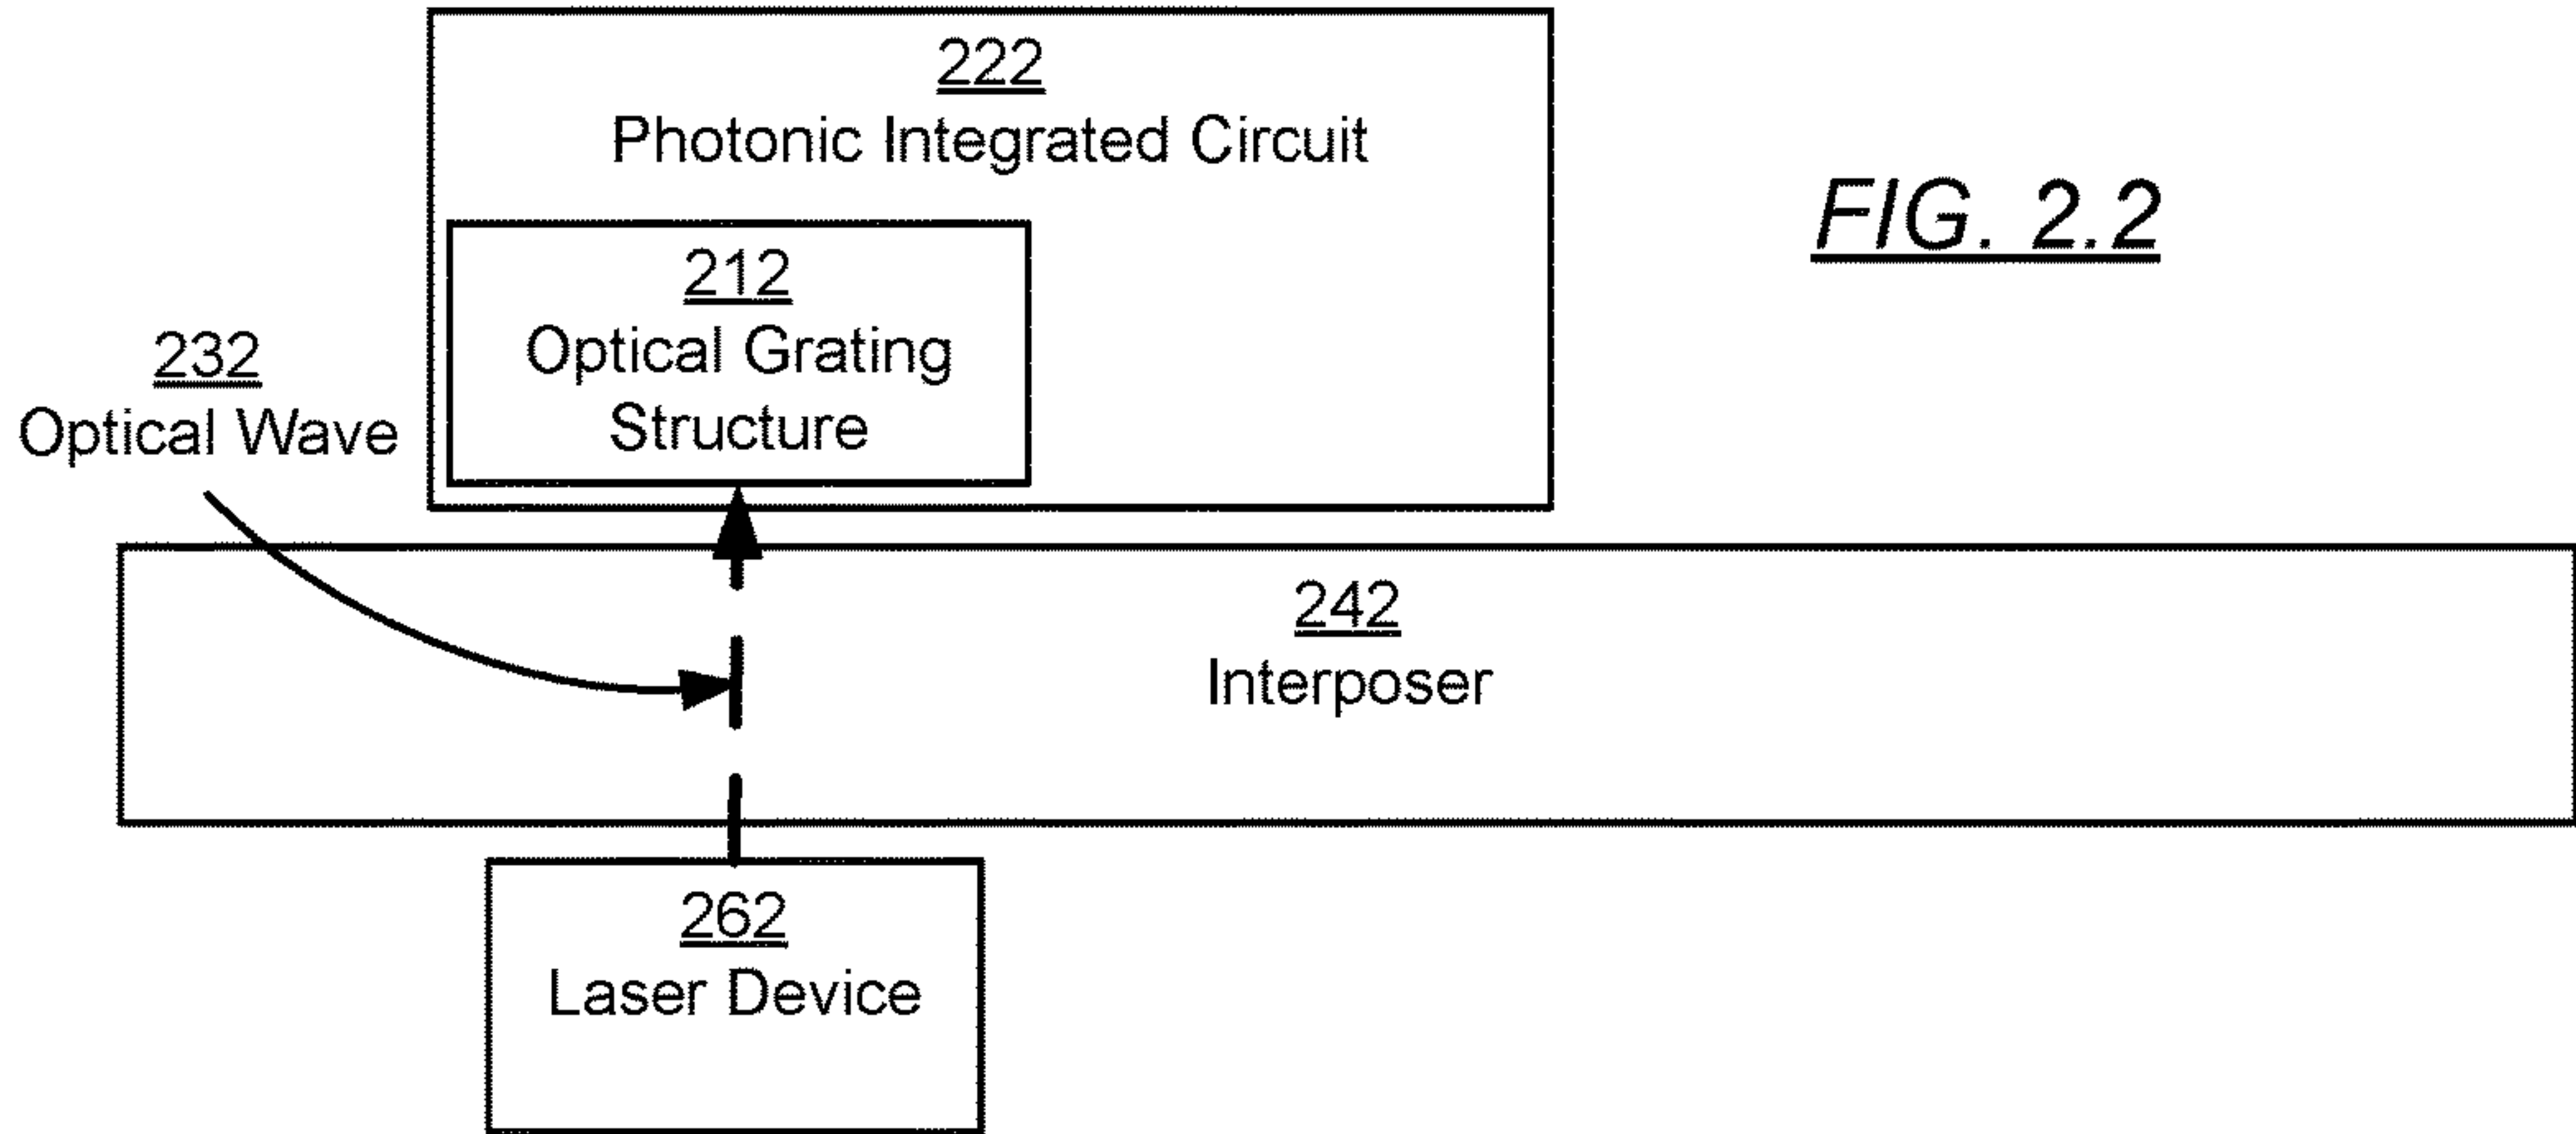 222
Photonic Integrated Circuit
FIG. 2.2
212
Optical Grating
Structure
232
Optical Wave
242
Interposer
262
Laser Device